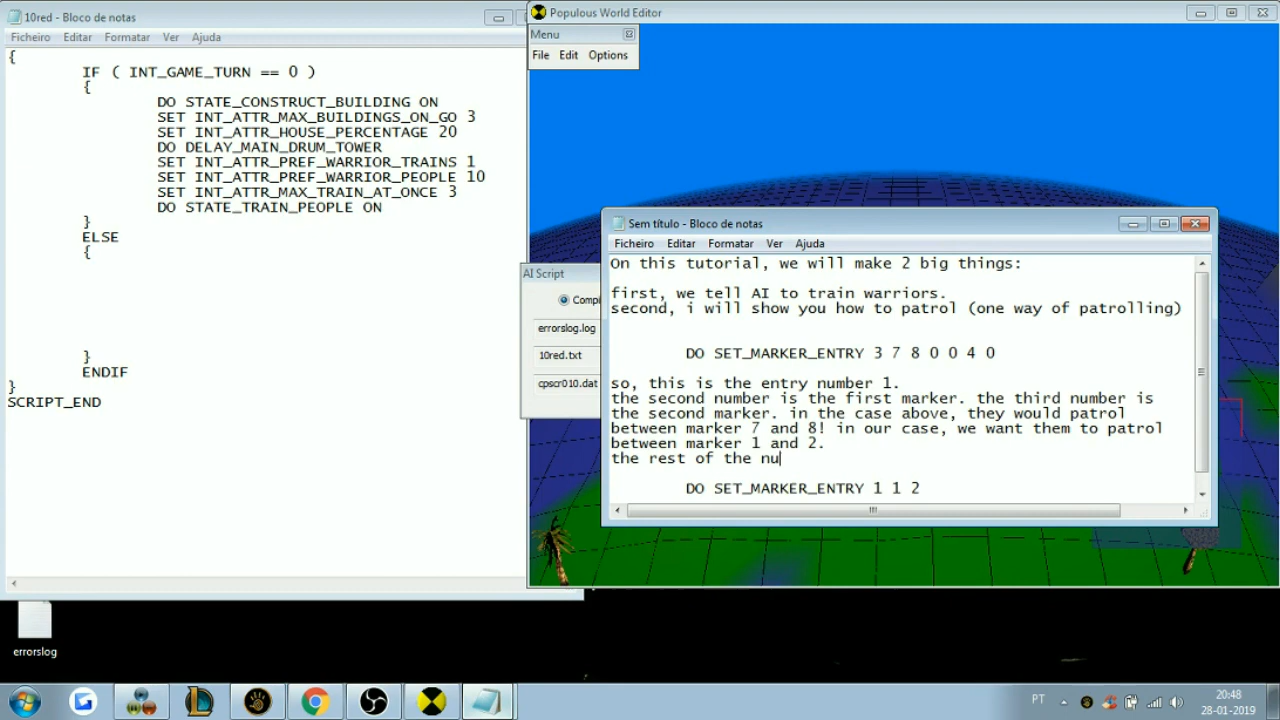 10red - Bloco de notas
Ficheiro Editar Formatar Ver Ajuda
{
IF ( INT_GAME_TURN == 0 )
{
DO STATE_CONSTRUCT_BUILDING ON
SET INT_ATTR_MAX_BUILDINGS_ON_GO 3
SET INT_ATTR_HOUSE_PERCENTAGE 20
DO DELAY_MAIN_DRUM_TOWER
SET INT_ATTR_PREF_WARRIOR_TRAINS 1
SET INT_ATTR_PREF_WARRIOR_PEOPLE 10
SET INT_ATTR_MAX_TRAIN_AT_ONCE 3
DO STATE_TRAIN_PEOPLE ON
}
ELSE
{
}
ENDIF
}
SCRIPT_END
Populous World Editor
Menu
File Edit Options
AI Script
Compi
errorslog.log
10red.txt
cpscr010.dat
Sem título - Bloco de notas
Ficheiro Editar Formatar Ver Ajuda
On this tutorial, we will make 2 big things:
first, we tell AI to train warriors.
second, i will show you how to patrol (one way of patrolling)
DO SET_MARKER_ENTRY 3 7 8 0 0 4 0
so, this is the entry number 1.
the second number is the first marker. the third number is
the second marker. in the case above, they would patrol
between marker 7 and 8! in our case, we want them to patrol
between marker 1 and 2.
the rest of the nu
DO SET_MARKER_ENTRY 1 1 2
errorslog
PT
20:48
28-01-2019